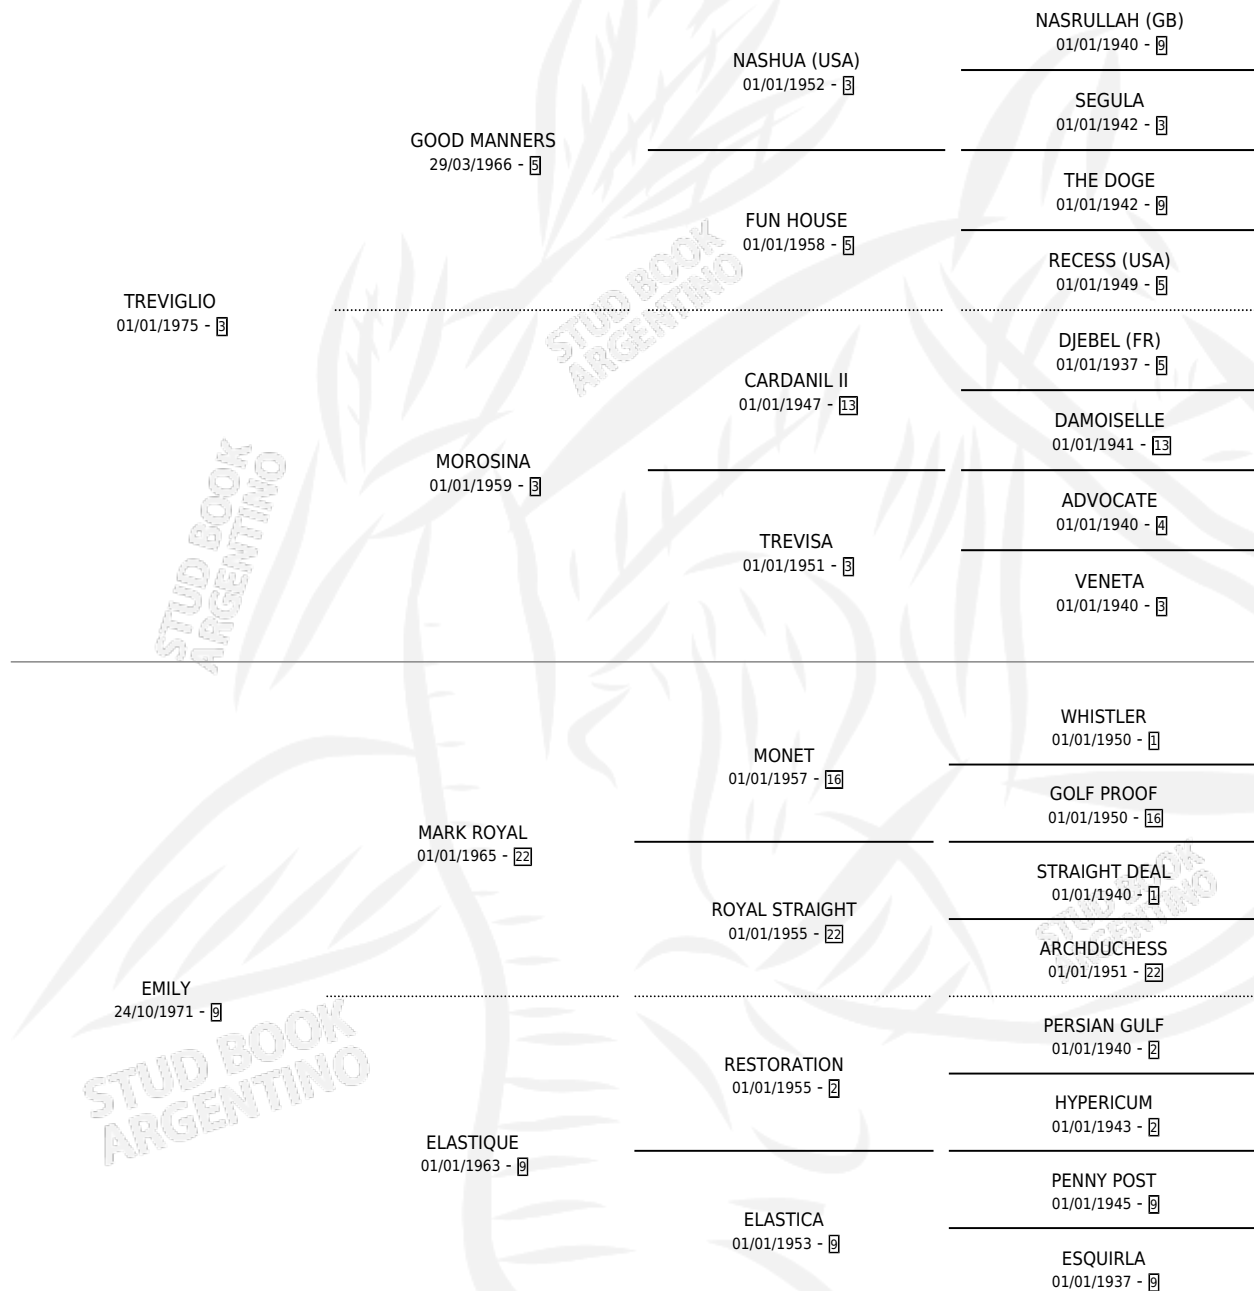 NASRULLAH (GB)
01/01/1940 - 9
NASHUA (USA)
01/01/1952 - 3
SEGULA
01/01/1942 - 3
GOOD MANNERS
29/03/1966 - 5
THE DOGE
01/01/1942 - 9
FUN HOUSE
01/01/1958 - 5
RECESS (USA)
01/01/1949 - 5
TREVIGLIO
01/01/1975 - 3
DJEBEL (FR)
01/01/1937 - 5
CARDANIL II
01/01/1947 - 13
DAMOISELLE
01/01/1941 - 13
MOROSINA
01/01/1959 - 3
ADVOCATE
01/01/1940 - 4
TREVISA
01/01/1951 - 3
VENETA
01/01/1940 - 3
WHISTLER
01/01/1950 - 1
MONET
01/01/1957 - 16
GOLF PROOF
01/01/1950 - 16
MARK ROYAL
01/01/1965 - 22
STRAIGHT DEAL
01/01/1940 - 1
ROYAL STRAIGHT
01/01/1955 - 22
ARCHDUCHESS
01/01/1951 - 22
EMILY
24/10/1971 - 9
PERSIAN GULF
01/01/1940 - 2
RESTORATION
01/01/1955 - 2
HYPERICUM
01/01/1943 - 2
ELASTIQUE
01/01/1963 - 9
PENNY POST
01/01/1945 - 9
ELASTICA
01/01/1953 - 9
ESQUIRLA
01/01/1937 - 9
STUD BOOK
ARGENTINO
STUD BOOK
ARGENTINO
STUD BOOK
ARGENTINO
STUD BOOK
ARGENTINO